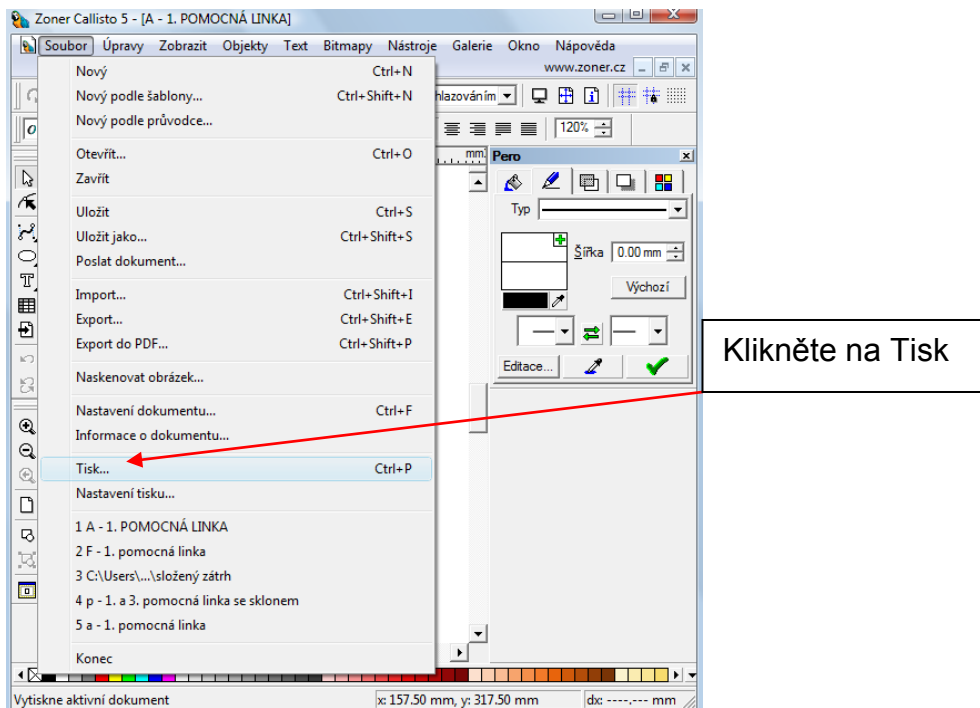 Zoner Callisto 5 - [A - 1. POMOCNÁ LINKA]
Soubor Úpravy Zobrazit Objekty Text Bitmapy Nástroje Galerie Okno Nápověda
www.zoner.cz
Nový Ctrl+N
Nový podle šablony... Ctrl+Shift+N
hlazováním
Nový podle průvodce...
120%
Otevřít... Ctrl+O
mm
Pero
Zavřít
Typ
Uložit Ctrl+S
Uložit jako... Ctrl+Shift+S
Šířka 0.00 mm
Poslat dokument...
Výchozí
Import... Ctrl+Shift+I
Export... Ctrl+Shift+E
Export do PDF... Ctrl+Shift+P
Editace...
Klikněte na Tisk
Naskenovat obrázek...
Nastavení dokumentu... Ctrl+F
Informace o dokumentu...
Tisk... Ctrl+P
Nastavení tisku...
1 A - 1. POMOCNÁ LINKA
2 F - 1. pomocná linka
3 C:\Users\...\složený zátrh
4 p - 1. a 3. pomocná linka se sklonem
5 a - 1. pomocná linka
Konec
Vytiskne aktivní dokument x: 157.50 mm, y: 317.50 mm dx: ----,--- mm